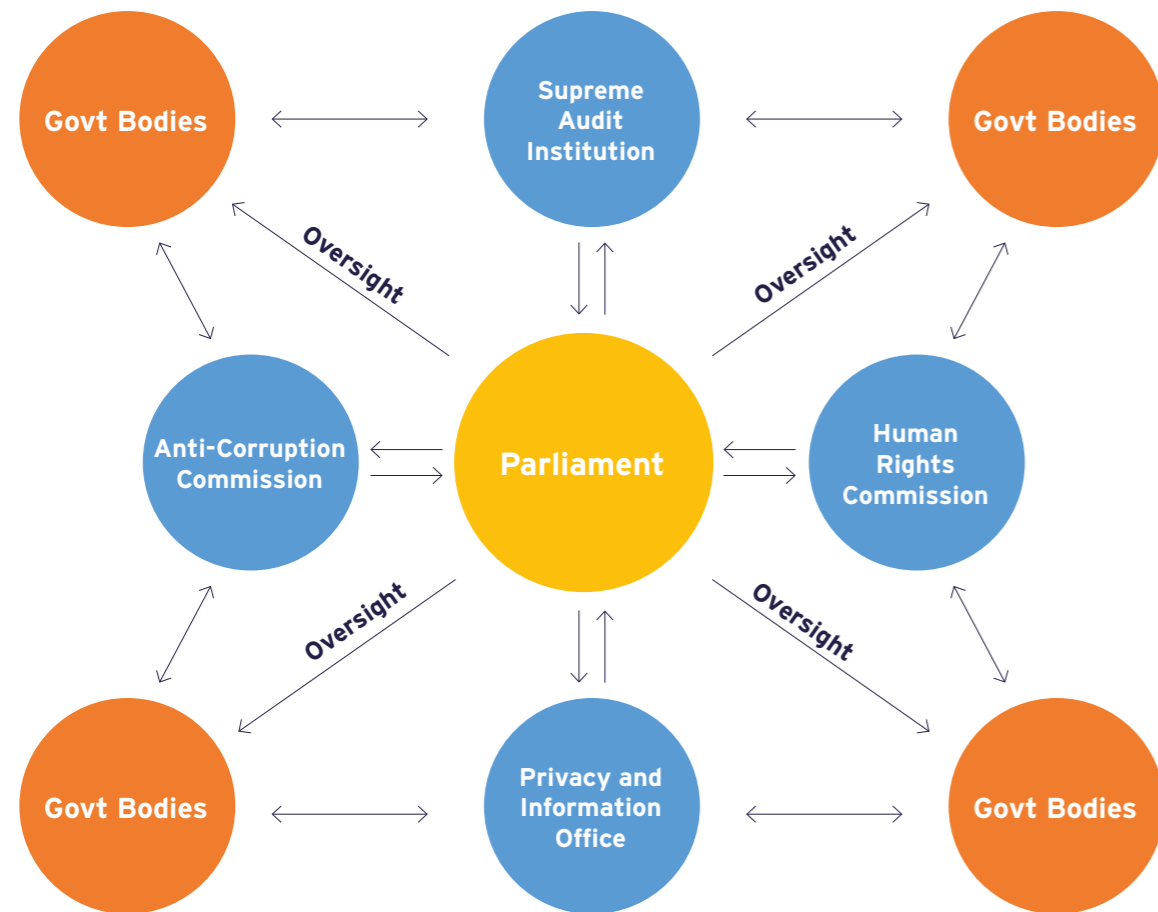 Govt Bodies
Supreme
Audit
Institution
Govt Bodies
Oversight
Oversight
Anti-Corruption
Commission
Parliament
Human
Rights
Commission
Oversight
Oversight
Govt Bodies
Privacy and
Information
Office
Govt Bodies